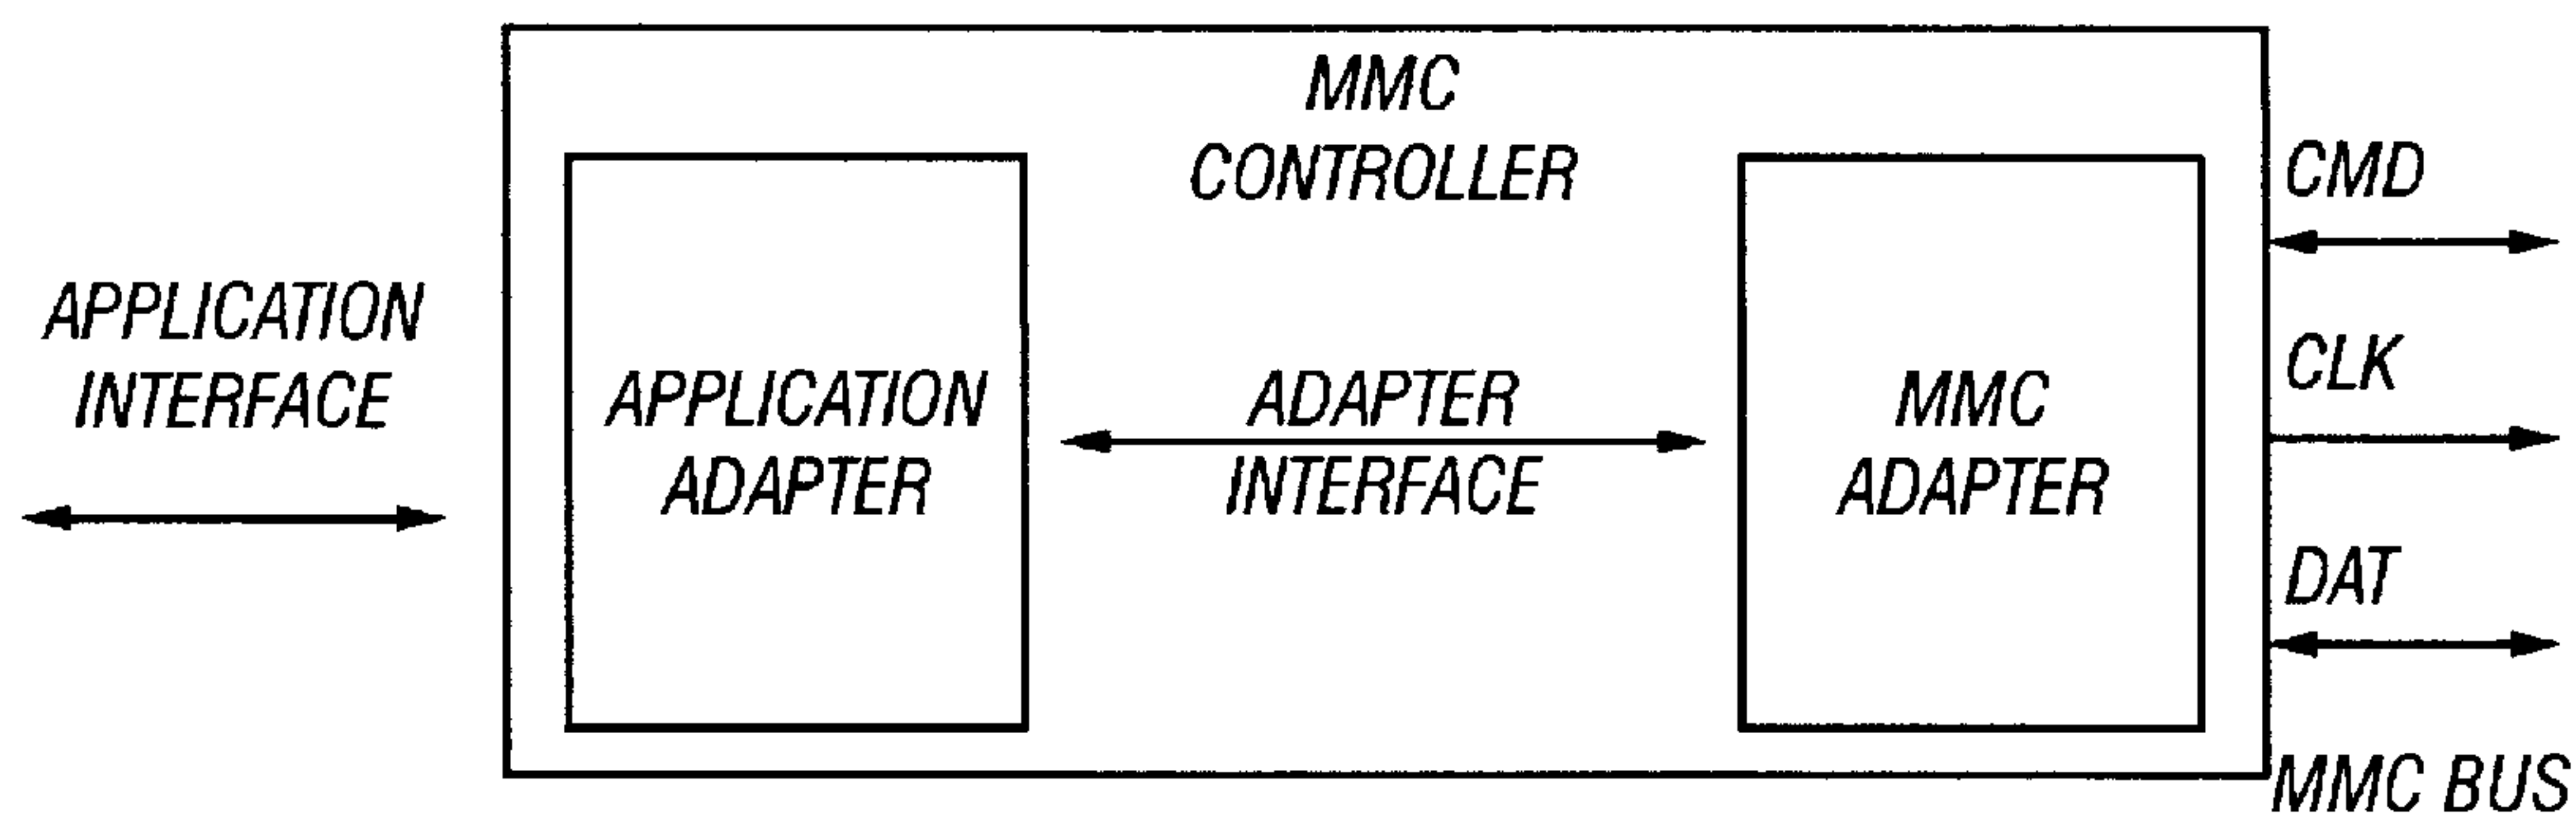 MMC
CONTROLLER
APPLICATION
INTERFACE
APPLICATION
ADAPTER
ADAPTER
INTERFACE
MMC
ADAPTER
CMD
CLK
DAT
MMC BUS